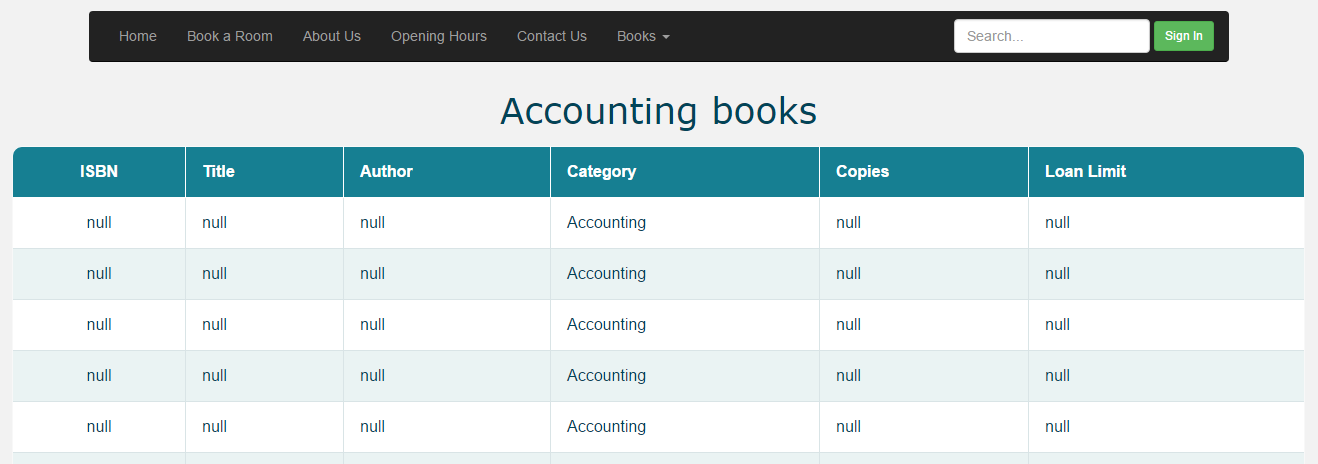 Home Book a Room About Us Opening Hours Contact Us Books Search... Sign In
Accounting books
ISBN Title Author Category Copies Loan Limit
null null null Accounting null null
null null null Accounting null null
null null null Accounting null null
null null null Accounting null null
null null null Accounting null null